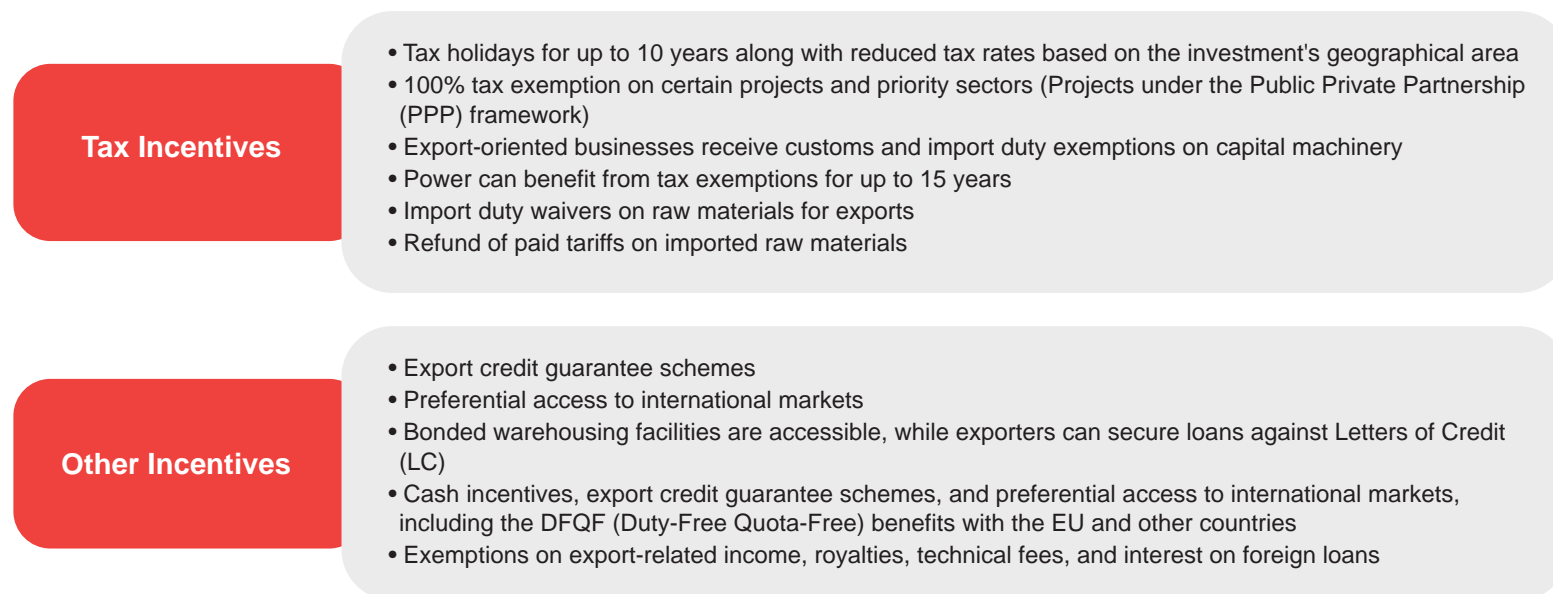 Tax Incentives
• Tax holidays for up to 10 years along with reduced tax rates based on the investment's geographical area
• 100% tax exemption on certain projects and priority sectors (Projects under the Public Private Partnership
(PPP) framework)
• Export-oriented businesses receive customs and import duty exemptions on capital machinery
• Power can benefit from tax exemptions for up to 15 years
• Import duty waivers on raw materials for exports
• Refund of paid tariffs on imported raw materials
Other Incentives
• Export credit guarantee schemes
• Preferential access to international markets
• Bonded warehousing facilities are accessible, while exporters can secure loans against Letters of Credit
(LC)
• Cash incentives, export credit guarantee schemes, and preferential access to international markets,
including the DFQF (Duty-Free Quota-Free) benefits with the EU and other countries
• Exemptions on export-related income, royalties, technical fees, and interest on foreign loans